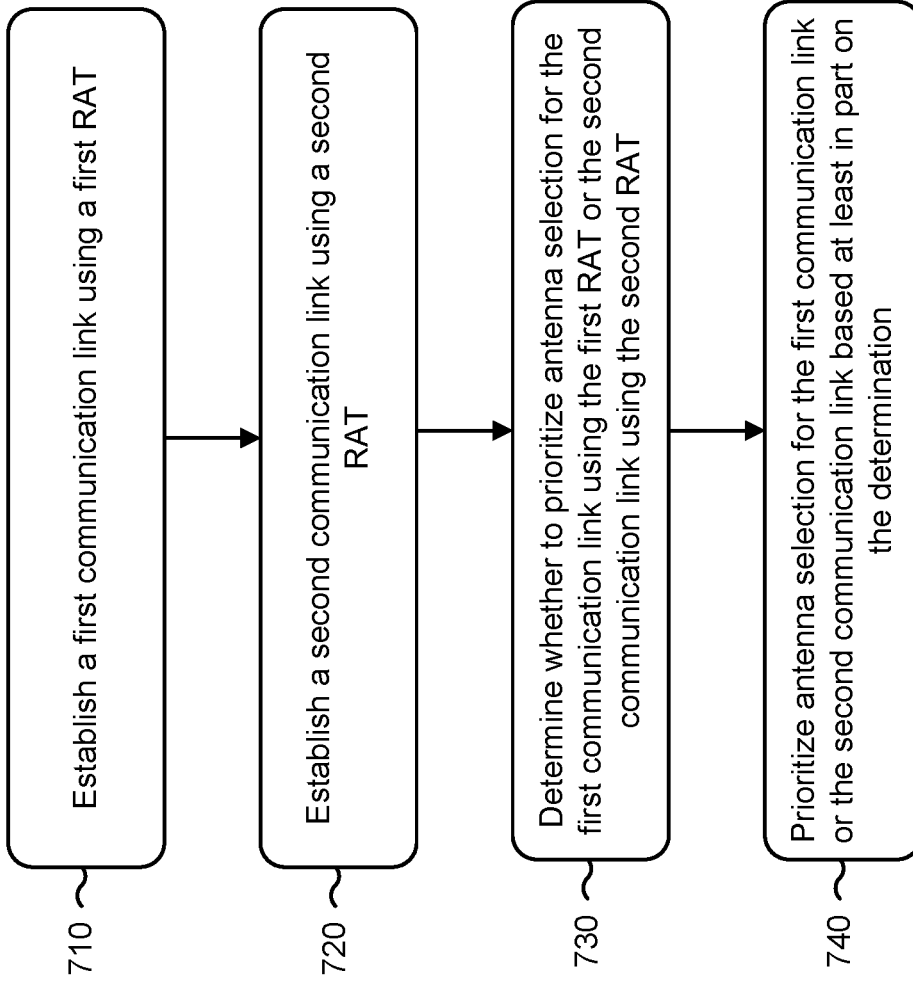 710
Establish a first communication link using a first RAT
720
Establish a second communication link using a second
RAT
730
Determine whether to prioritize antenna selection for the
first communication link using the first RAT or the second
communication link using the second RAT
740
Prioritize antenna selection for the first communication link
or the second communication link based at least in part on
the determination